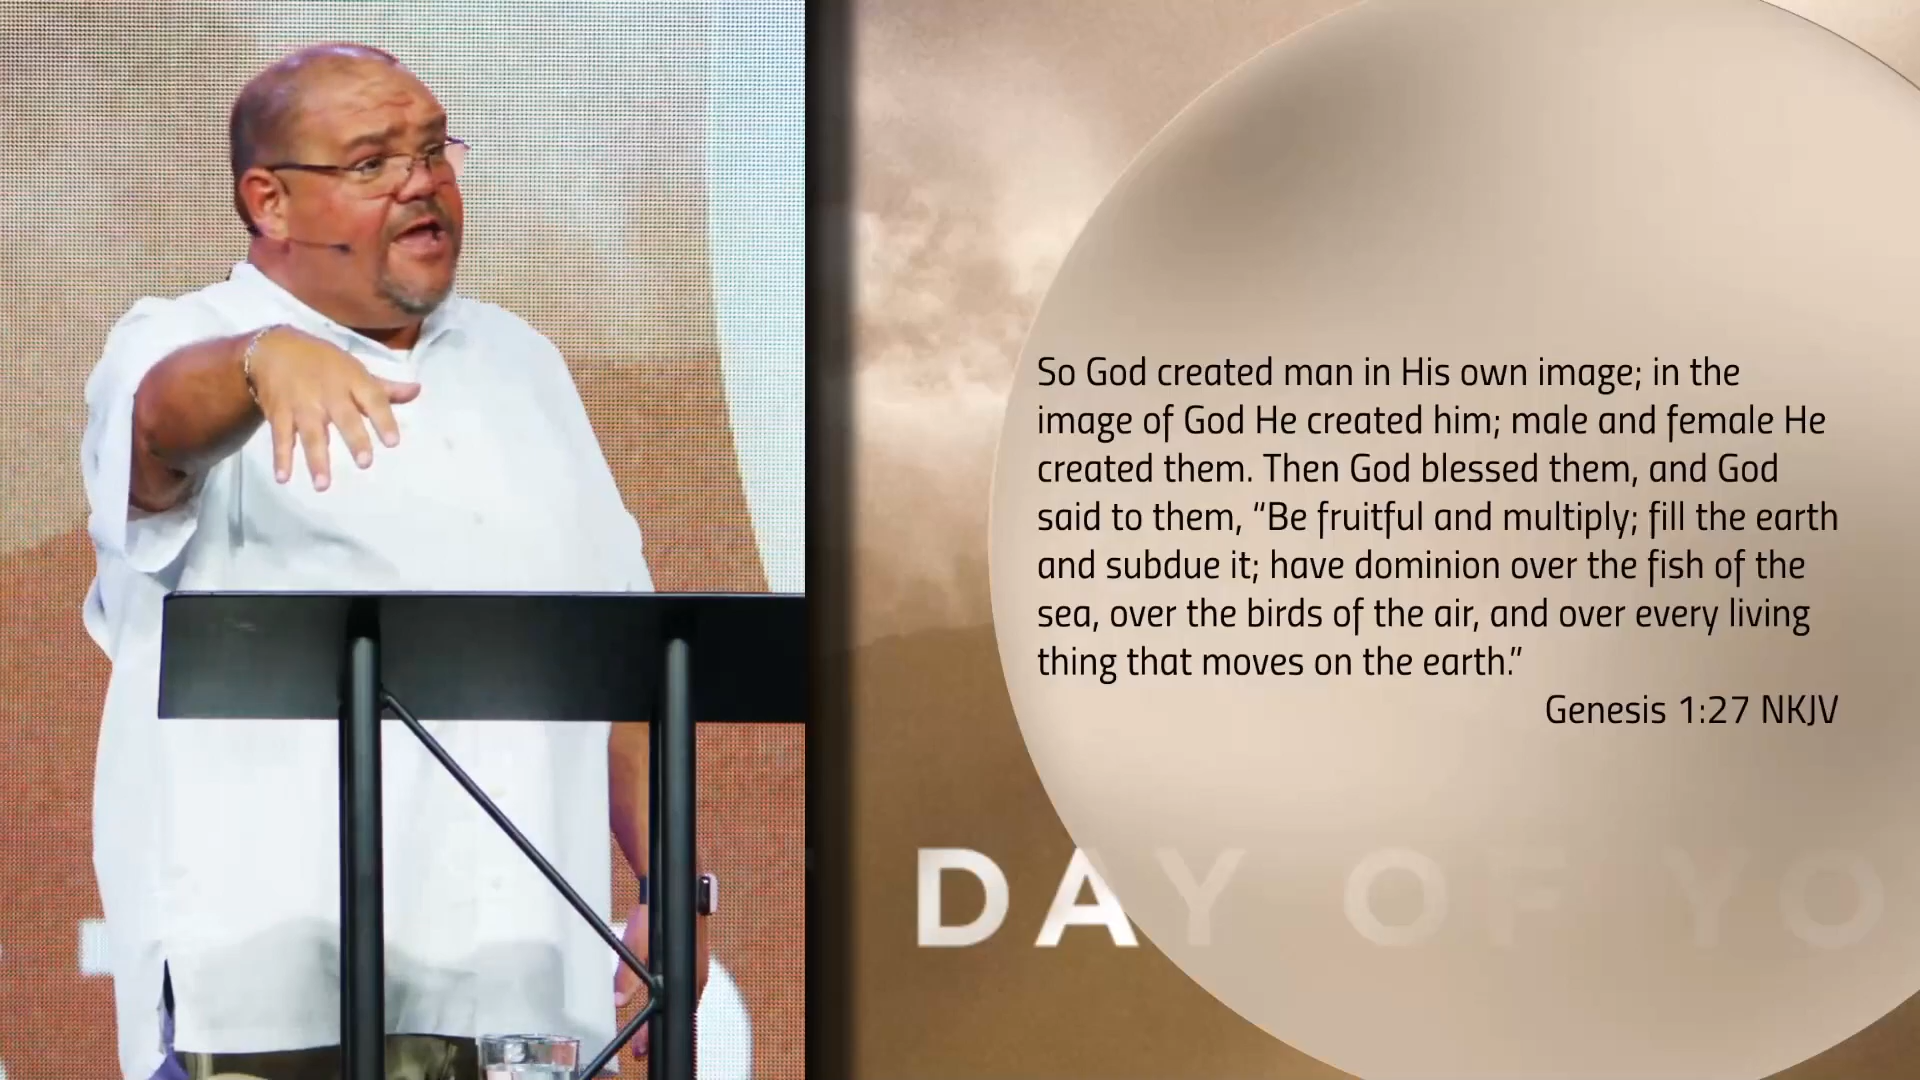 So God created man in His own image; in the
image of God He created him; male and female He
created them. Then God blessed them, and God
said to them, “Be fruitful and multiply; fill the earth
and subdue it; have dominion over the fish of the
sea, over the birds of the air, and over every living
thing that moves on the earth.”
Genesis 1:27 NKJV
DAY OF YO